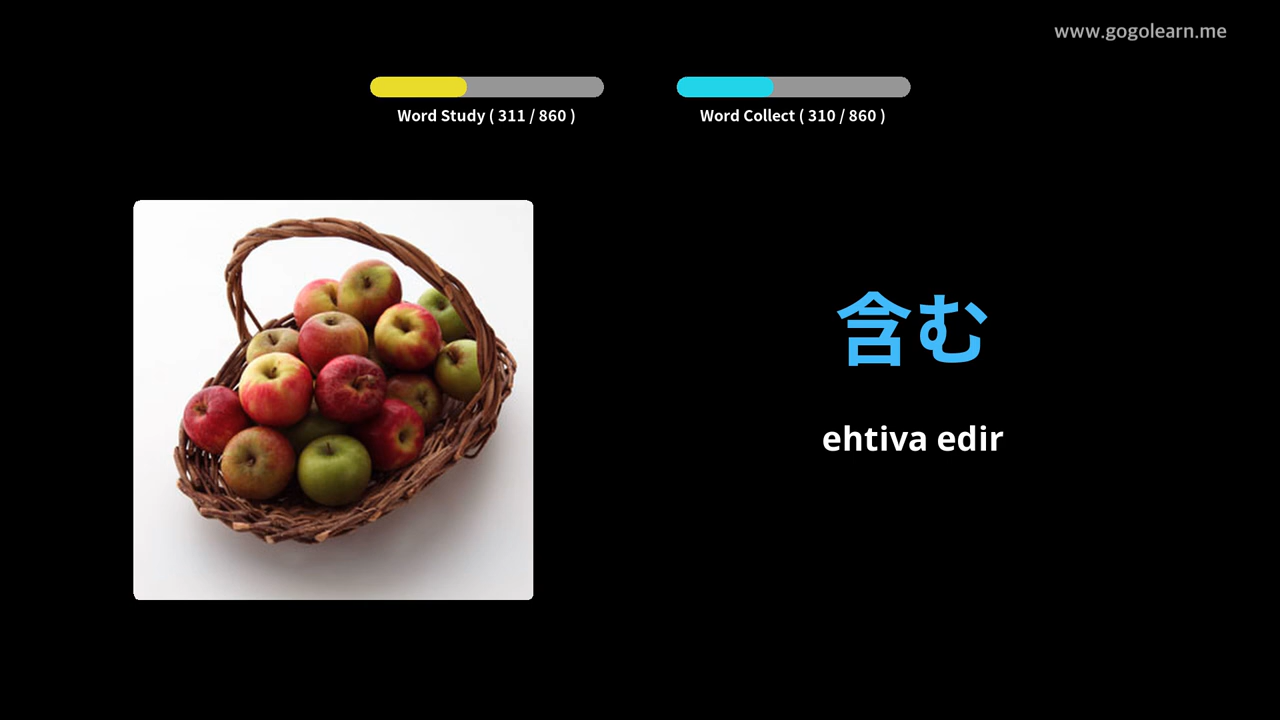 www.gogolearn.me
Word Study ( 311 / 860 )
Word Collect ( 310 / 860 )
含む
ehtiva edir